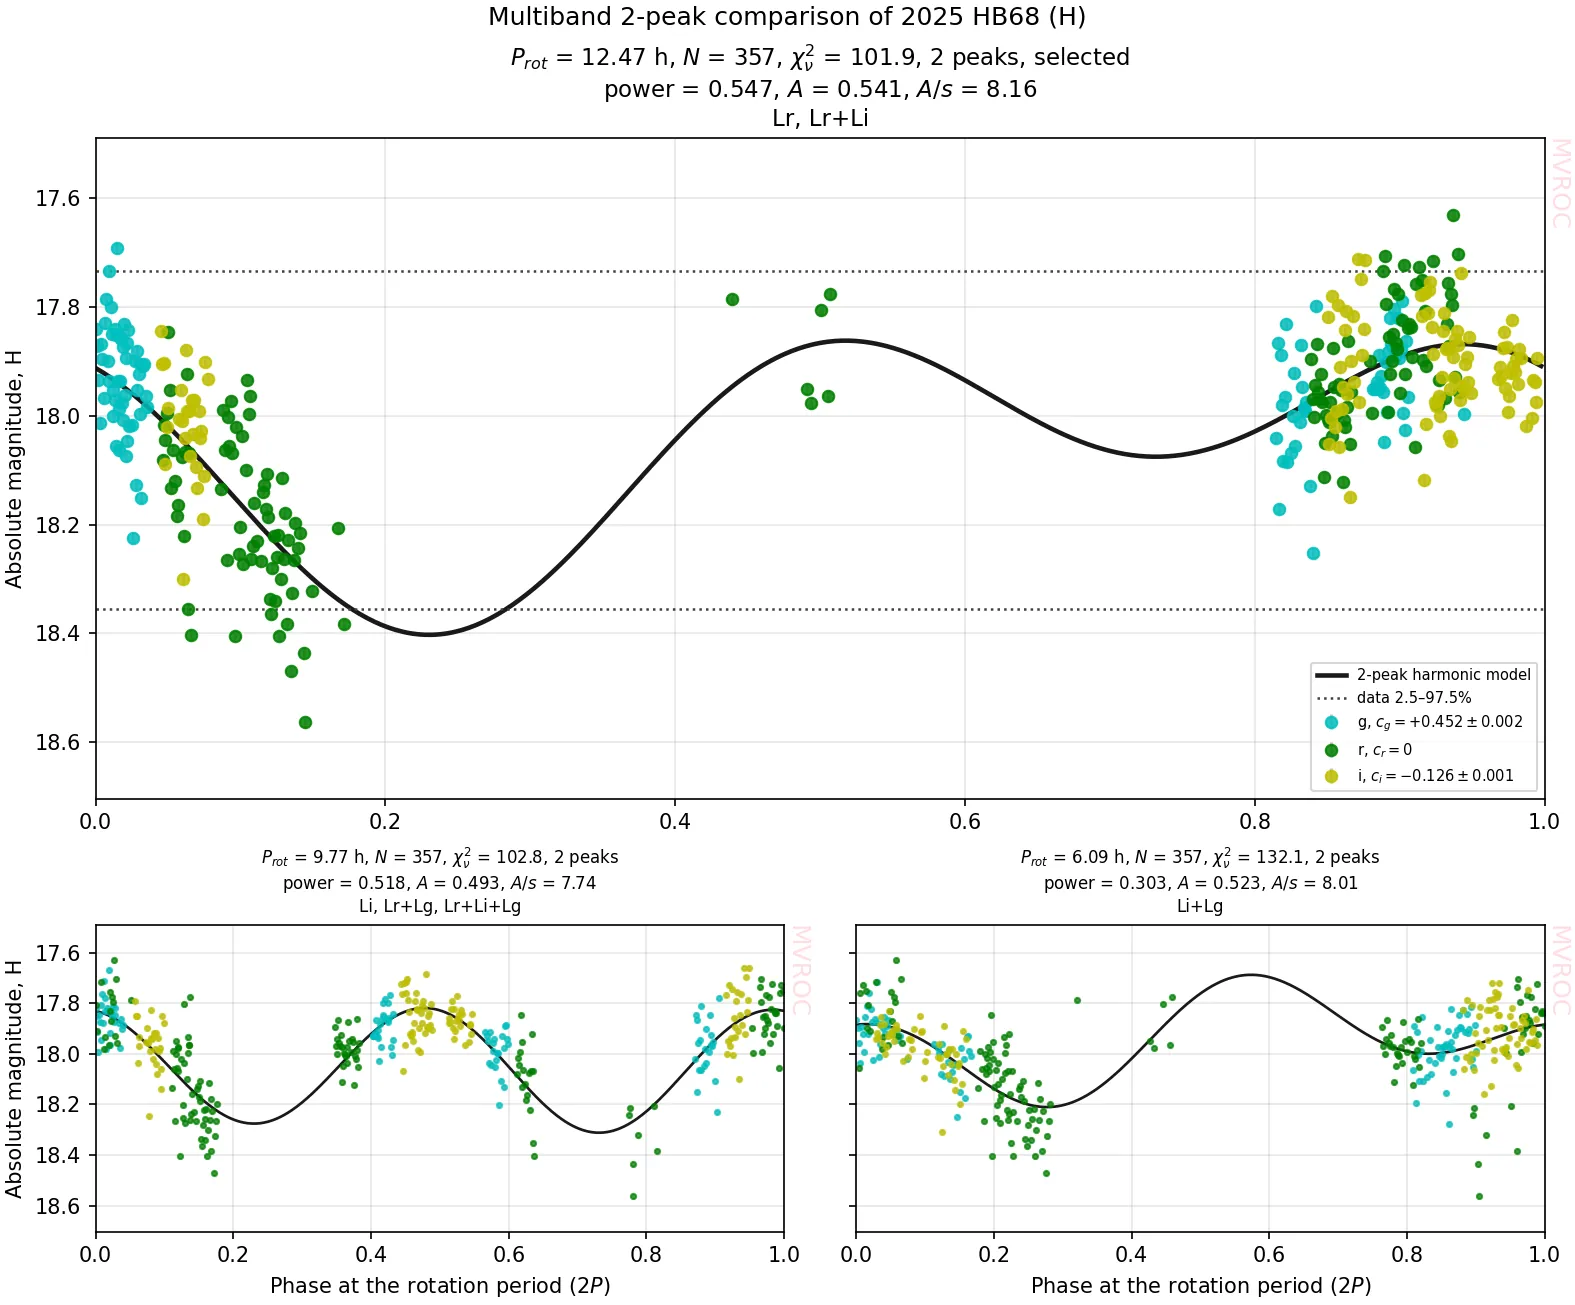 Multiband 2-peak comparison of 2025 HB68 (H)
P_rot = 12.47 h, N = 357, χ²_ν = 101.9, 2 peaks, selected
power = 0.547, A = 0.541, A/s = 8.16
Lr, Lr+Li
MVROC
Absolute magnitude, H
17.6
17.8
18.0
18.2
18.4
18.6
2-peak harmonic model
data 2.5–97.5%
g, c_g = +0.452 ± 0.002
r, c_r = 0
i, c_i = −0.126 ± 0.001
0.0 0.2 0.4 0.6 0.8 1.0
P_rot = 9.77 h, N = 357, χ²_ν = 102.8, 2 peaks
power = 0.518, A = 0.493, A/s = 7.74
Li, Lr+Lg, Lr+Li+Lg
MVROC
Absolute magnitude, H
17.6
17.8
18.0
18.2
18.4
18.6
0.0 0.2 0.4 0.6 0.8 1.0
Phase at the rotation period (2P)
P_rot = 6.09 h, N = 357, χ²_ν = 132.1, 2 peaks
power = 0.303, A = 0.523, A/s = 8.01
Li+Lg
MVROC
0.0 0.2 0.4 0.6 0.8 1.0
Phase at the rotation period (2P)